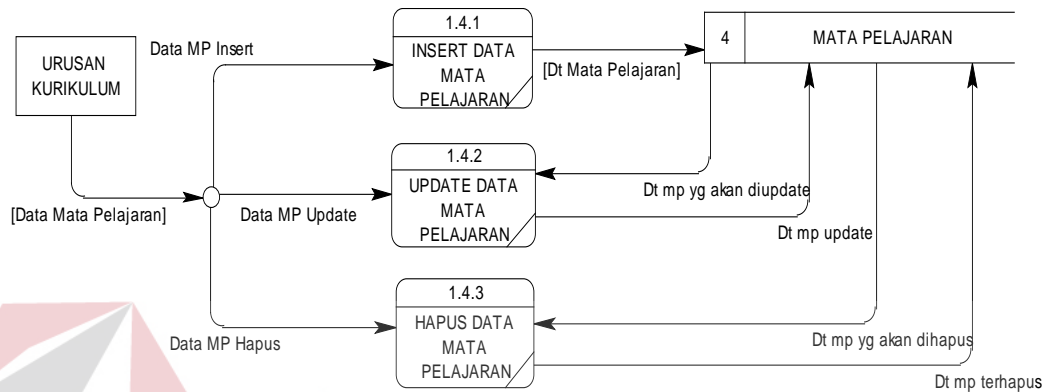 1.4.1
Data MP Insert
INSERT DATA
MATA
PELAJARAN
4
MATA PELAJARAN
URUSAN
KURIKULUM
[Dt Mata Pelajaran]
1.4.2
UPDATE DATA
MATA
PELAJARAN
Dt mp yg akan diupdate
[Data Mata Pelajaran]
Data MP Update
Dt mp update
1.4.3
HAPUS DATA
MATA
PELAJARAN
Data MP Hapus
Dt mp yg akan dihapus
Dt mp terhapus